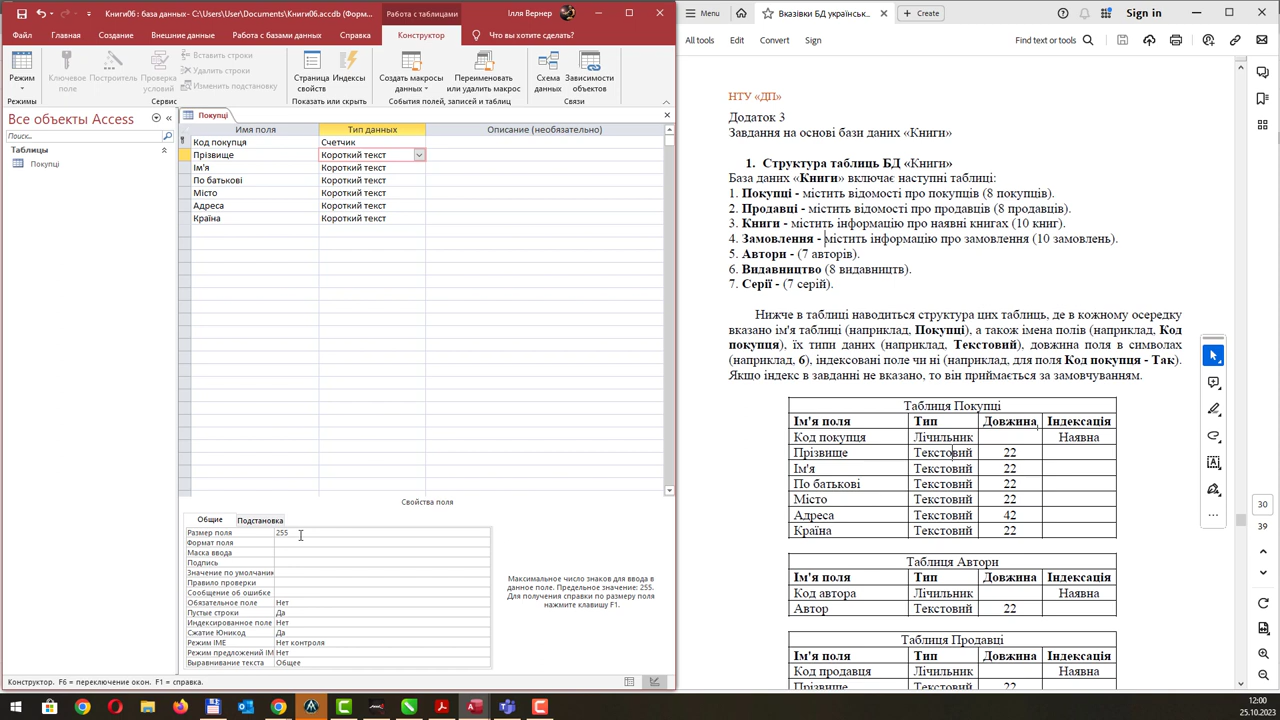 Книги06 : база данных- C:\Users\User\Documents\Книги06.accdb (Форм...
Работа с таблицами
Ілля Вернер
Файл
Главная
Создание
Внешние данные
Работа с базами данных
Справка
Конструктор
Что вы хотите сделать?
Режим
Режимы
Ключевое поле
Построитель
Проверка условий
Вставить строки
Удалить строки
Изменить подстановку
Сервис
Страница свойств
Индексы
Показать или скрыть
Создать макросы данных
Переименовать или удалить макрос
События полей, записей и таблиц
Схема данных
Зависимости объектов
Связи
Все объекты Access
Поиск...
Таблицы
Покупці
Покупці
Имя поля Тип данных Описание (необязательно)
Код покупця Счетчик
Прізвище Короткий текст
Ім'я Короткий текст
По батькові Короткий текст
Місто Короткий текст
Адреса Короткий текст
Країна Короткий текст
Свойства поля
Общие Подстановка
Размер поля 255
Формат поля
Маска ввода
Подпись
Значение по умолчани
Правило проверки
Сообщение об ошибке
Обязательное поле Нет
Пустые строки Да
Индексированное поле Нет
Сжатие Юникод Да
Режим IME Нет контроля
Режим предложений IM Нет
Выравнивание текста Общее
Максимальное число знаков для ввода в
данное поле. Предельное значение: 255.
Для получения справки по размеру поля
нажмите клавишу F1.
Конструктор. F6 = переключение окон. F1 = справка.
Menu
Вказівки БД українськ...
Create
Sign in
All tools
Edit
Convert
Sign
Find text or tools
НТУ «ДП»
Додаток 3
Завдання на основі бази даних «Книги»
1. Структура таблиць БД «Книги»
База даних «Книги» включає наступні таблиці:
1. Покупці - містить відомості про покупців (8 покупців).
2. Продавці - містить відомості про продавців (8 продавців).
3. Книги - містить інформацію про наявні книгах (10 книг).
4. Замовлення - містить інформацію про замовлення (10 замовлень).
5. Автори - (7 авторів).
6. Видавництво (8 видавництв).
7. Серії - (7 серій).
Нижче в таблиці наводиться структура цих таблиць, де в кожному осередку
вказано ім'я таблиці (наприклад, Покупці), а також імена полів (наприклад, Код
покупця), їх типи даних (наприклад, Текстовий), довжина поля в символах
(наприклад, 6), індексовані поле чи ні (наприклад, для поля Код покупця - Так).
Якщо індекс в завданні не вказано, то він приймається за замовчуванням.
Таблиця Покупці
Ім'я поля Тип Довжина Індексація
Код покупця Лічильник Наявна
Прізвище Текстовий 22
Ім'я Текстовий 22
По батькові Текстовий 22
Місто Текстовий 22
Адреса Текстовий 42
Країна Текстовий 22
Таблиця Автори
Ім'я поля Тип Довжина Індексація
Код автора Лічильник Наявна
Автор Текстовий 22
Таблиця Продавці
Ім'я поля Тип Довжина Індексація
Код продавця Лічильник Наявна
Прізвище Текстовий 22
30
39
12:00
25.10.2023